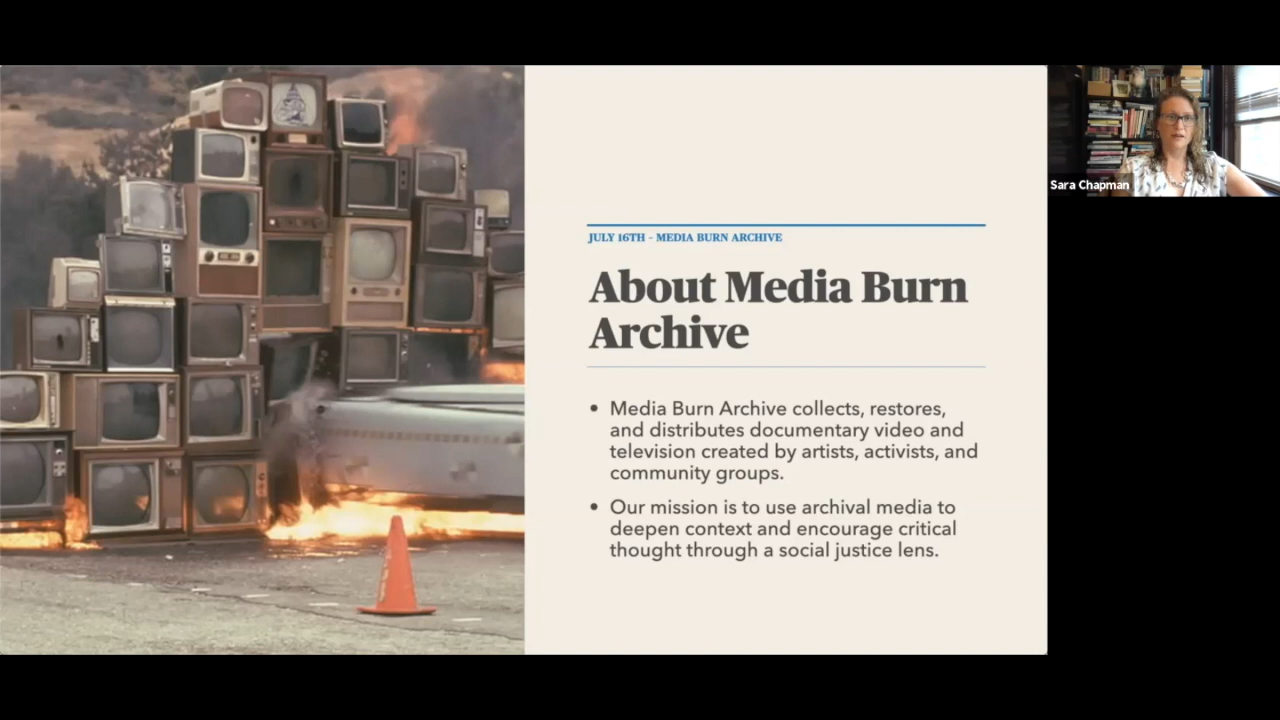 JULY 16TH - MEDIA BURN ARCHIVE
About Media Burn
Archive
• Media Burn Archive collects, restores,
and distributes documentary video and
television created by artists, activists, and
community groups.
• Our mission is to use archival media to
deepen context and encourage critical
thought through a social justice lens.
Sara Chapman